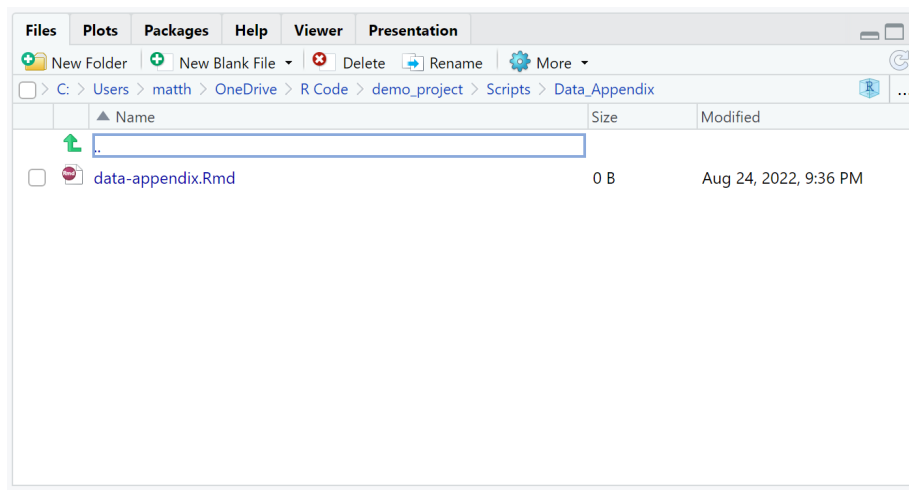 Files Plots Packages Help Viewer Presentation
New Folder New Blank File Delete Rename More
C: > Users > matth > OneDrive > R Code > demo_project > Scripts > Data_Appendix R ...
Name Size Modified
..
Rmd data-appendix.Rmd 0 B Aug 24, 2022, 9:36 PM